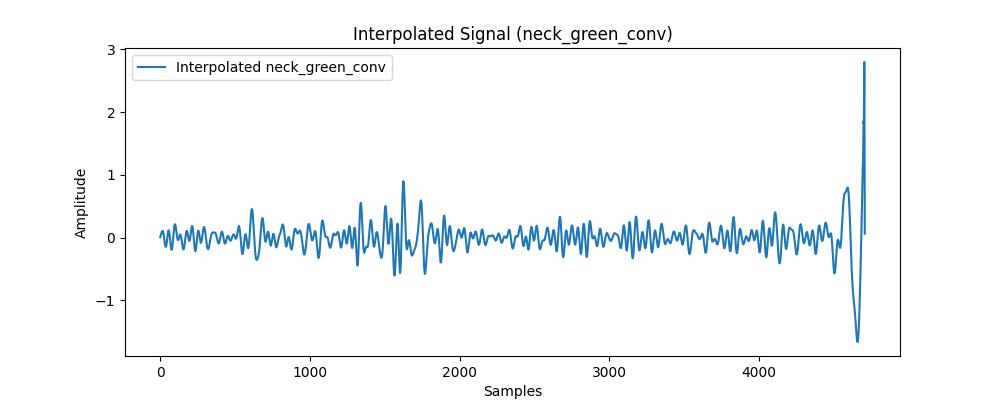 Interpolated Signal (neck_green_conv)
Interpolated neck_green_conv
3
2
1
0
−1
Amplitude
0 1000 2000 3000 4000
Samples